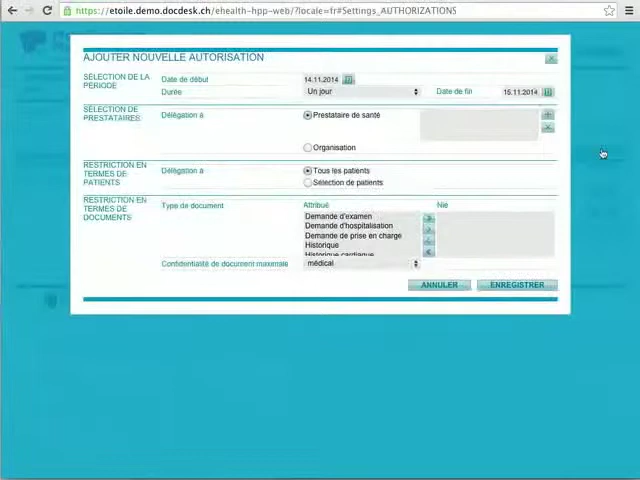 https://etoile.demo.docdesk.ch/ehealth-hpp-web/?locale=fr#Settings_AUTHORIZATIONS
AJOUTER NOUVELLE AUTORISATION
SÉLECTION DE LA PÉRIODE
Date de début 14.11.2014
Durée Un jour Date de fin 15.11.2014
SÉLECTION DE PRESTATAIRES
Délégation à Prestataire de santé
Organisation
RESTRICTION EN TERMES DE PATIENTS
Délégation à Tous les patients
Sélection de patients
RESTRICTION EN TERMES DE DOCUMENTS
Type de document Attribué Nié
Demande d'examen
Demande d'hospitalisation
Demande de prise en charge
Historique
Historique cardiaque
Confidentialité de document maximale médical
ANNULER ENREGISTRER